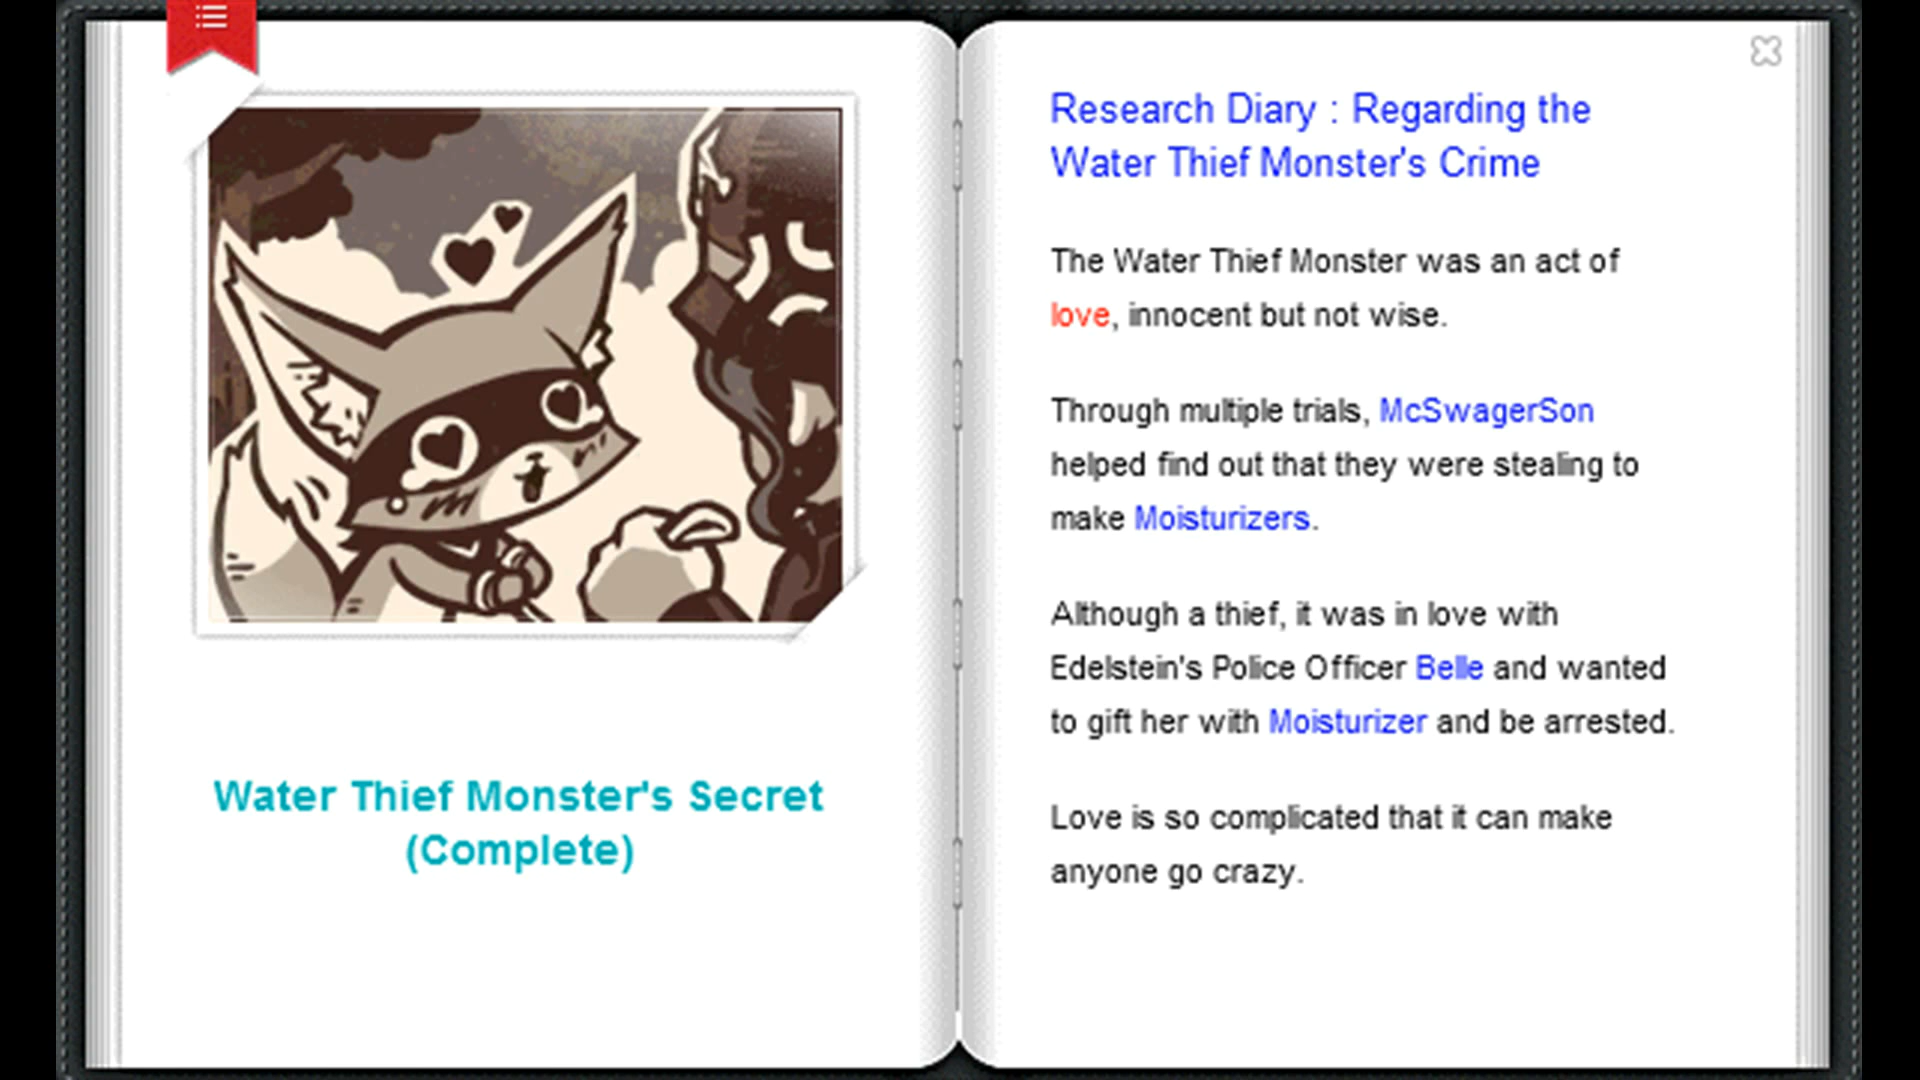 Water Thief Monster's Secret
(Complete)
Research Diary : Regarding the
Water Thief Monster's Crime
The Water Thief Monster was an act of
love, innocent but not wise.
Through multiple trials, McSwagerSon
helped find out that they were stealing to
make Moisturizers.
Although a thief, it was in love with
Edelstein's Police Officer Belle and wanted
to gift her with Moisturizer and be arrested.
Love is so complicated that it can make
anyone go crazy.